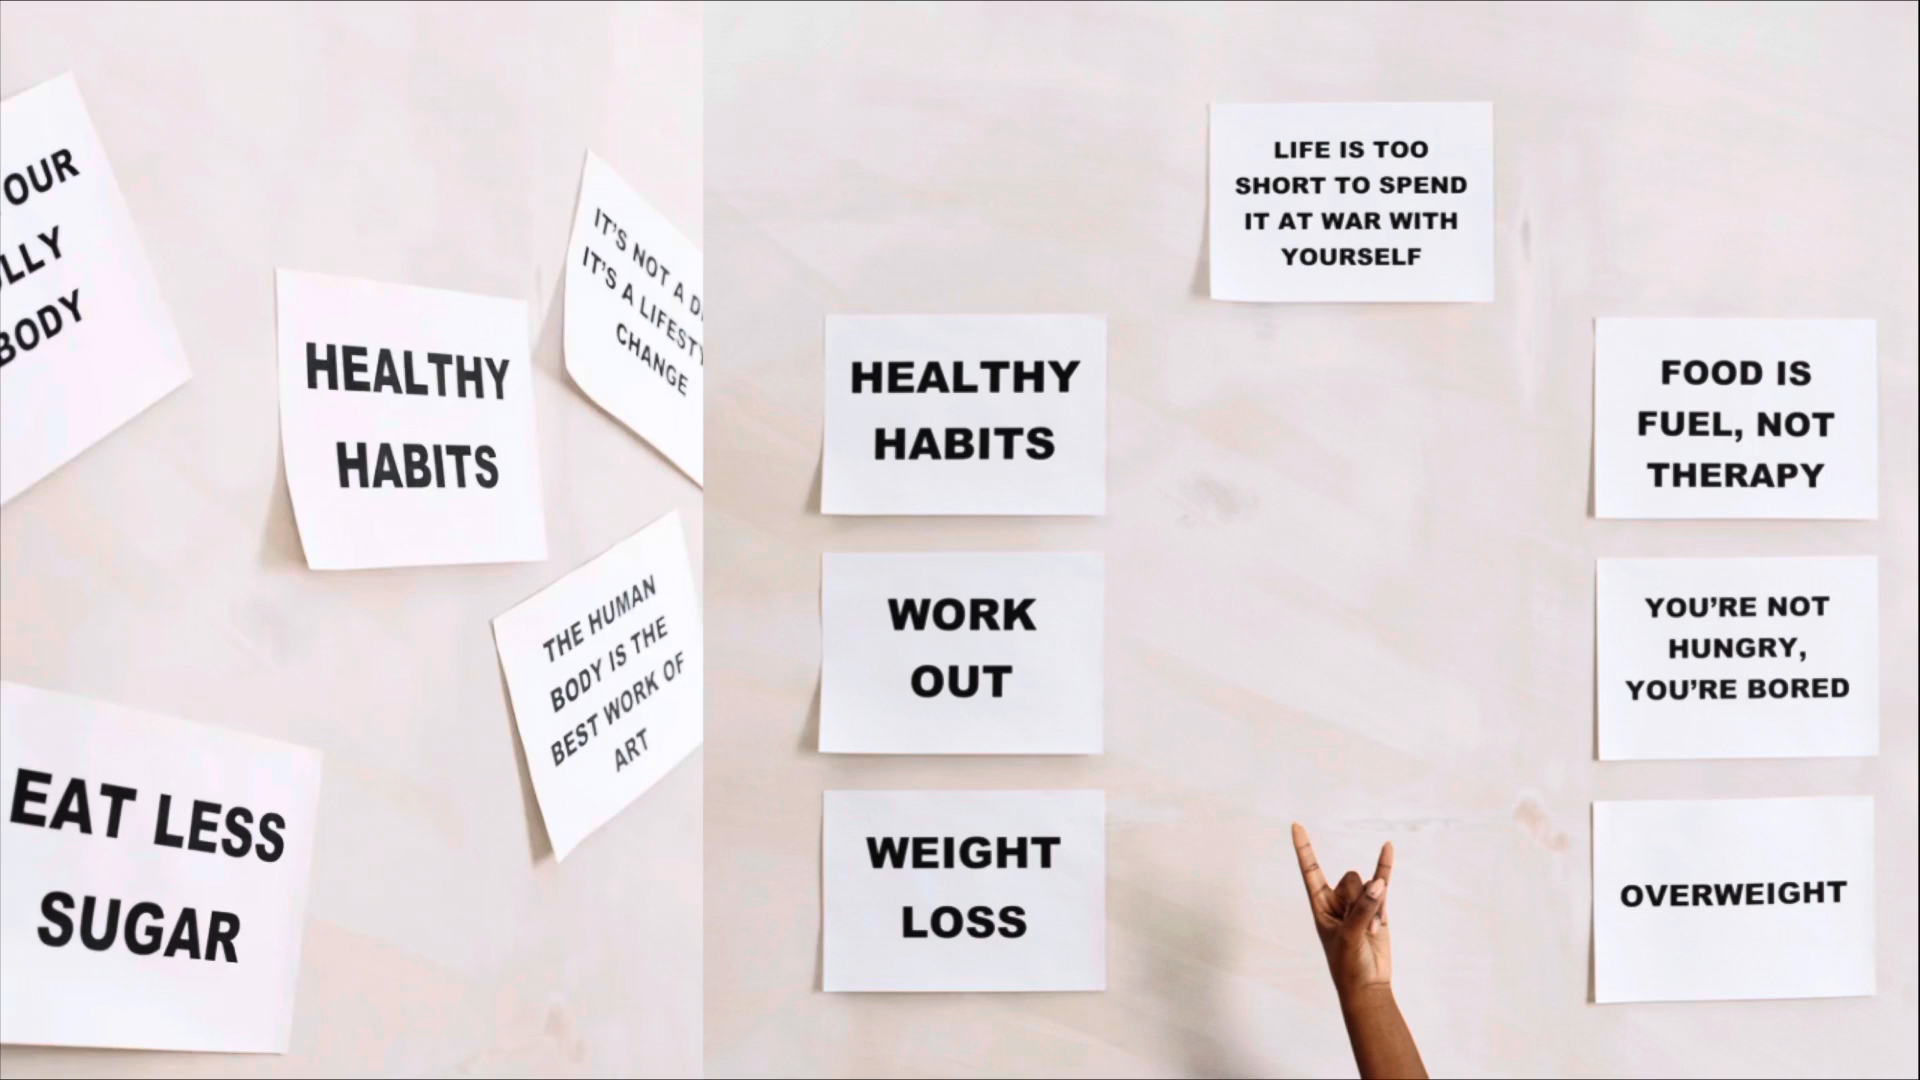 OUR
LLY
BODY
HEALTHY
HABITS
IT'S NOT A
IT'S A
CHANGE
THE HUMAN
BODY IS THE
BEST WORK OF
ART
EAT LESS
SUGAR
LIFE IS TOO
SHORT TO SPEND
IT AT WAR WITH
YOURSELF
HEALTHY
HABITS
WORK
OUT
WEIGHT
LOSS
FOOD IS
FUEL, NOT
THERAPY
YOU'RE NOT
HUNGRY,
YOU'RE BORED
OVERWEIGHT